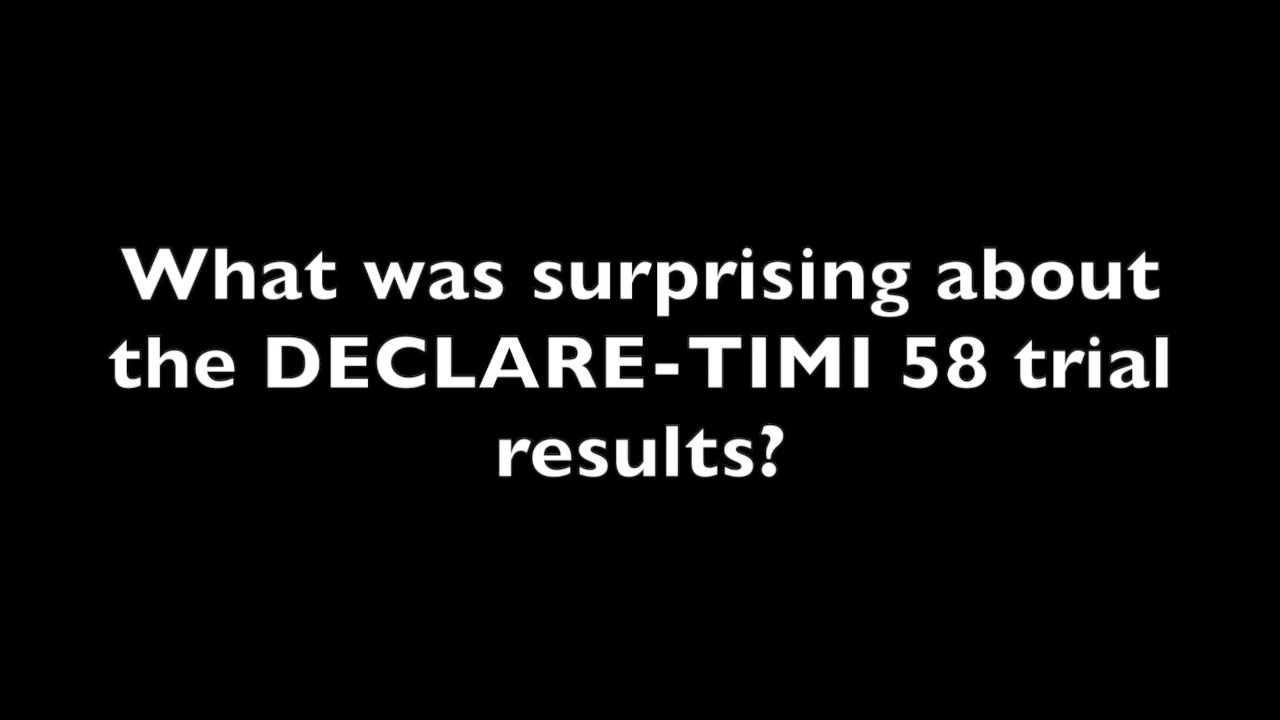 What was surprising about
the DECLARE-TIMI 58 trial
results?